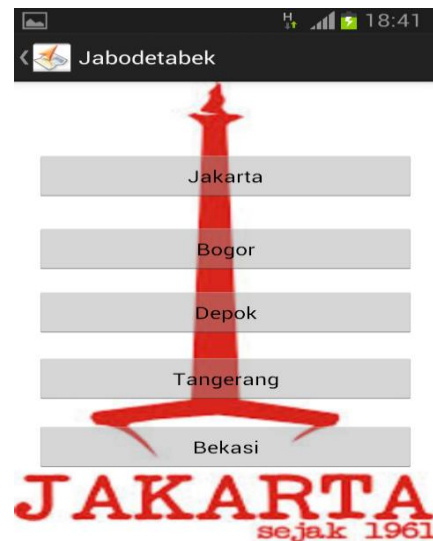 H 18:41
Jabodetabek
Jakarta
Bogor
Depok
Tangerang
Bekasi
JAKARTA
sejak 1961